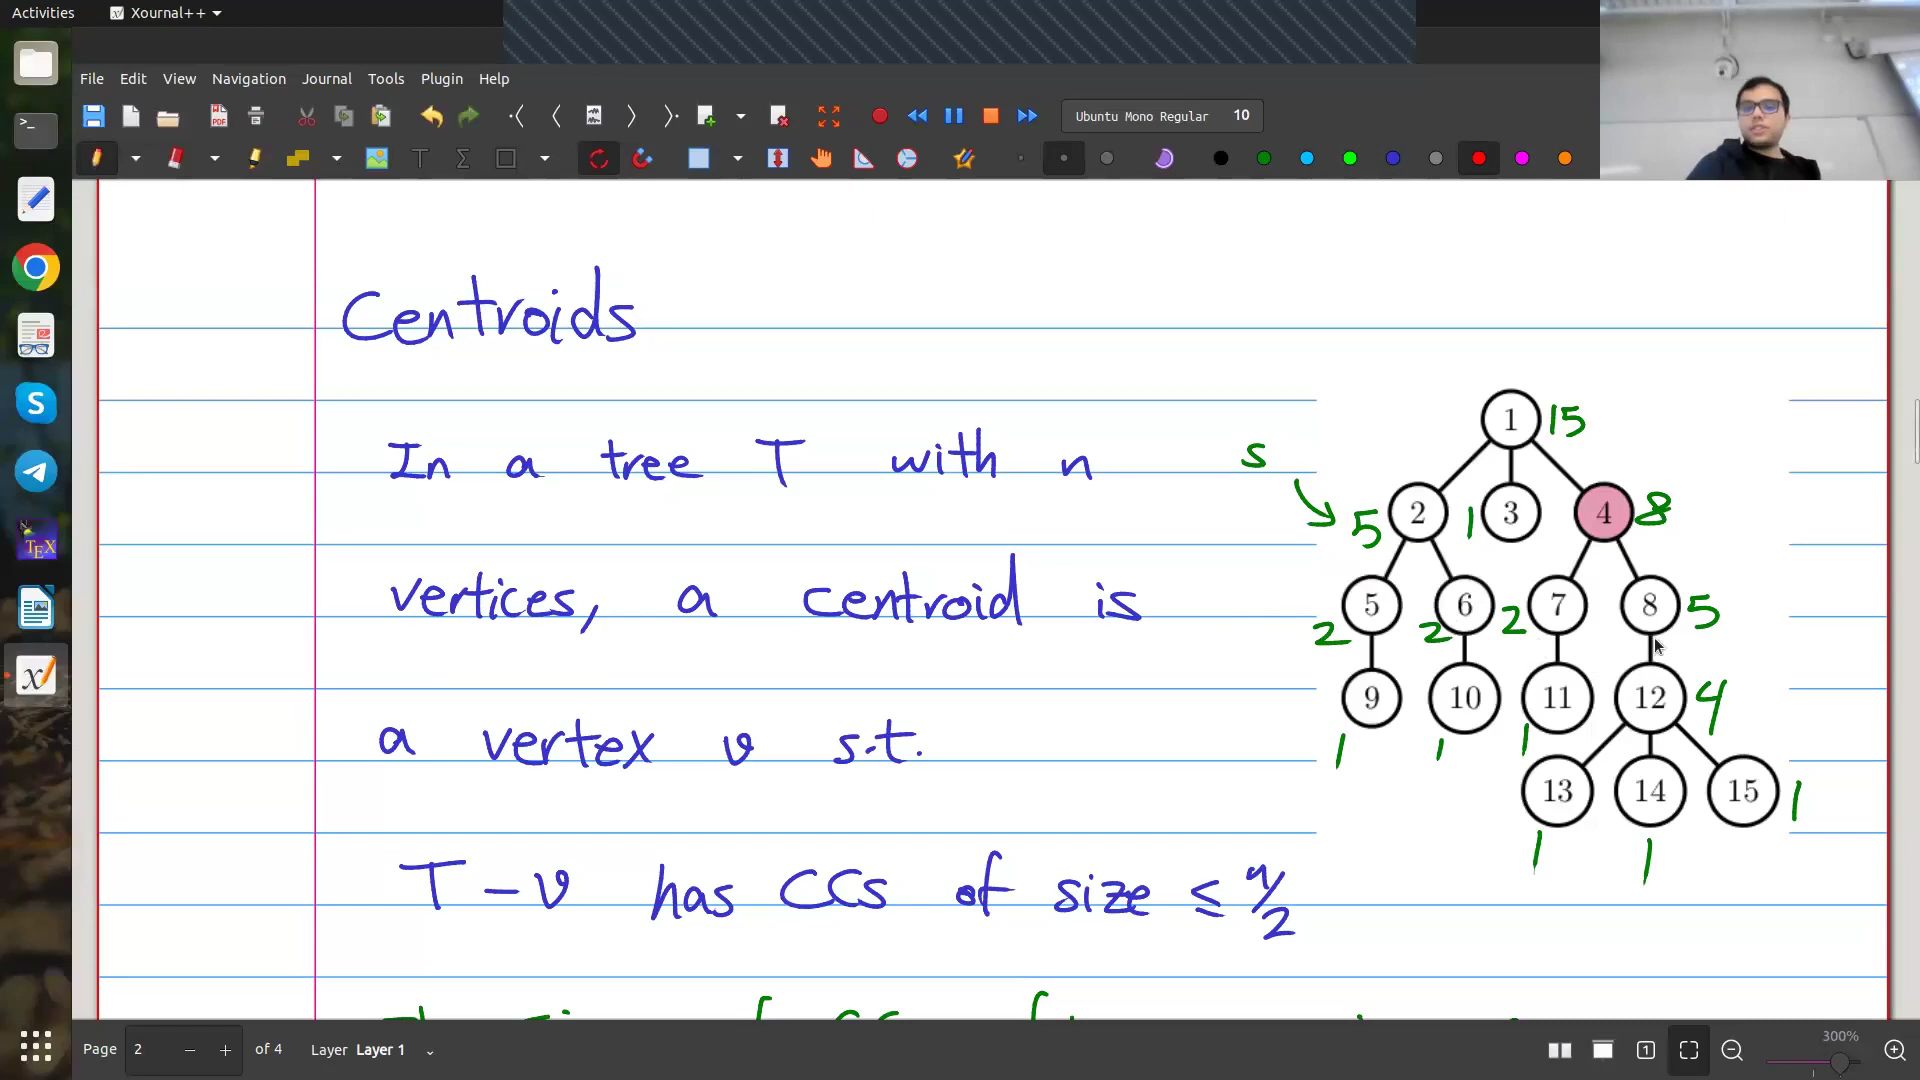 Activities
Xournal++
File Edit View Navigation Journal Tools Plugin Help
Ubuntu Mono Regular 10
Centroids
In a tree T with n
vertices, a centroid is
a vertex v s.t.
T - v has CCs of size ≤ n/2
s
1 15
5 2 1 3 4 8
2 5 2 6 2 7 8 5
9 10 11 12 4
1 1 1
13 14 15 1
1 1
Page 2 of 4 Layer Layer 1
300%